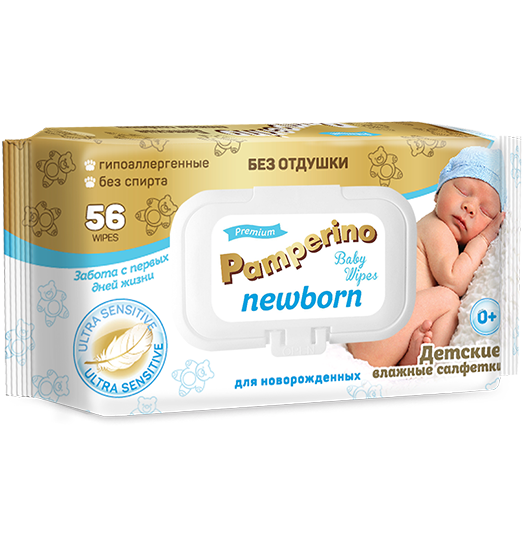 гипоаллергенные
без спирта
БЕЗ ОТДУШКИ
56
WIPES
Забота с первых
дней жизни
ULTRA SENSITIVE
ULTRA SENSITIVE
Premium
Pamperino
Baby
Wipes
newborn
0+
для новорожденных
Детские
влажные салфетки